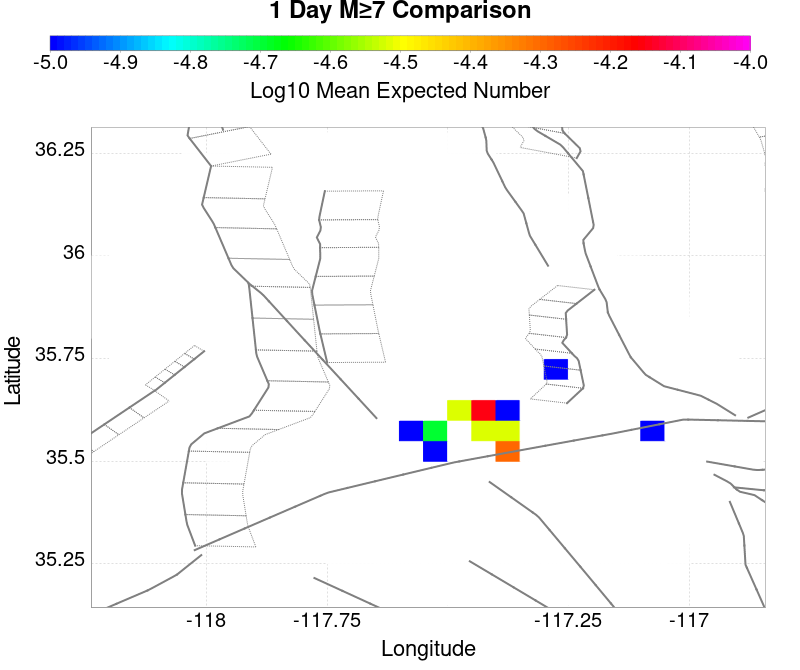 1 Day M≥7 Comparison
-5.0 -4.9 -4.8 -4.7 -4.6 -4.5 -4.4 -4.3 -4.2 -4.1 -4.0
Log10 Mean Expected Number
36.25
36
35.75
35.5
35.25
Latitude
-118 -117.75 -117.25 -117
Longitude